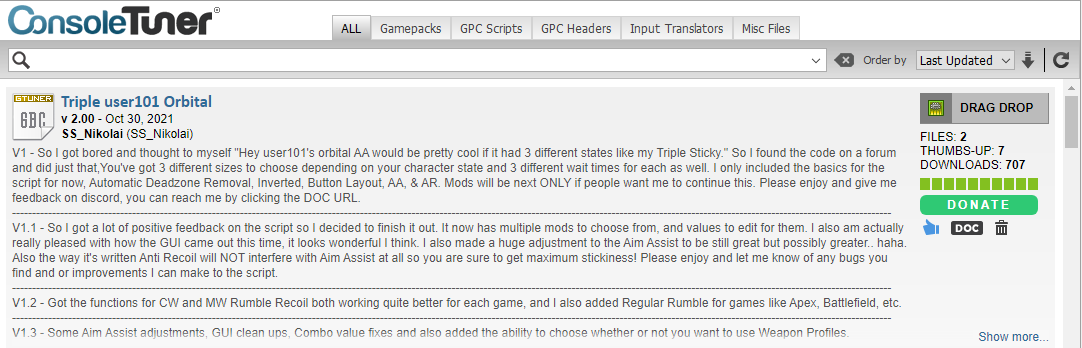 ConsoleTuner®
ALL Gamepacks GPC Scripts GPC Headers Input Translators Misc Files
Order by Last Updated
GTUNER
GBC
Triple user101 Orbital
v 2.00 - Oct 30, 2021
SS_Nikolai (SS_Nikolai)
V1 - So I got bored and thought to myself "Hey user101's orbital AA would be pretty cool if it had 3 different states like my Triple Sticky." So I found the code on a forum
and did just that,You've got 3 different sizes to choose depending on your character state and 3 different wait times for each as well. I only included the basics for the
script for now, Automatic Deadzone Removal, Inverted, Button Layout, AA, & AR. Mods will be next ONLY if people want me to continue this. Please enjoy and give me
feedback on discord, you can reach me by clicking the DOC URL.
V1.1 - So I got a lot of positive feedback on the script so I decided to finish it out. It now has multiple mods to choose from, and values to edit for them. I also am actually
really pleased with how the GUI came out this time, it looks wonderful I think. I also made a huge adjustment to the Aim Assist to be still great but possibly greater.. haha.
Also the way it's written Anti Recoil will NOT interfere with Aim Assist at all so you are sure to get maximum stickiness! Please enjoy and let me know of any bugs you
find and or improvements I can make to the script.
V1.2 - Got the functions for CW and MW Rumble Recoil both working quite better for each game, and I also added Regular Rumble for games like Apex, Battlefield, etc.
V1.3 - Some Aim Assist adjustments, GUI clean ups, Combo value fixes and also added the ability to choose whether or not you want to use Weapon Profiles.
DRAG DROP
FILES: 2
THUMBS-UP: 7
DOWNLOADS: 707
DONATE
DOC
Show more...